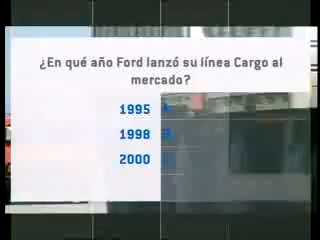 ¿En qué año Ford lanzó su línea Cargo al
mercado?
1995 A
1998 B
2000